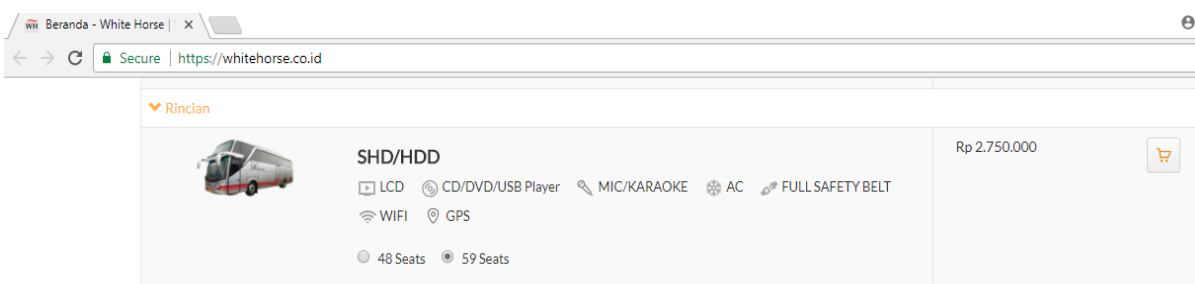 WH Beranda - White Horse |
Secure | https://whitehorse.co.id
Rincian
SHD/HDD
Rp 2.750.000
LCD CD/DVD/USB Player MIC/KARAOKE AC FULL SAFETY BELT
WIFI GPS
48 Seats 59 Seats